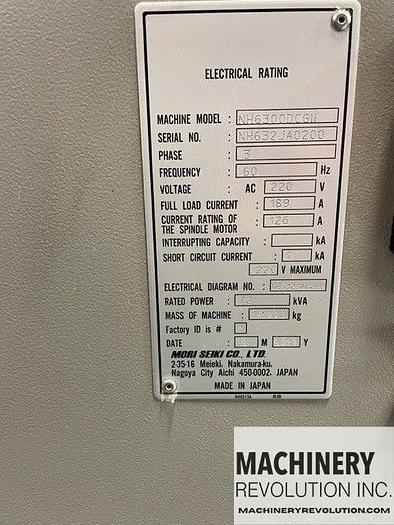 ELECTRICAL RATING
MACHINE MODEL : NH6300DCGII
SERIAL NO. : NH632JA0200
PHASE : 3
FREQUENCY : 60 Hz
VOLTAGE AC 220 V
FULL LOAD CURRENT : 189 A
CURRENT RATING OF THE SPINDLE MOTOR : 126 A
INTERRUPTING CAPACITY : kA
SHORT CIRCUIT CURRENT : kA
220 V MAXIMUM
ELECTRICAL DIAGRAM NO. :
RATED POWER : 72 kVA
MASS OF MACHINE : kg
Factory ID is #
DATE : M Y
MORI SEIKI CO., LTD.
2-35-16 Meieki, Nakamura-ku,
Nagoya City Aichi 450-0002, JAPAN
MADE IN JAPAN
MACHINERY
REVOLUTION INC.
MACHINERYREVOLUTION.COM